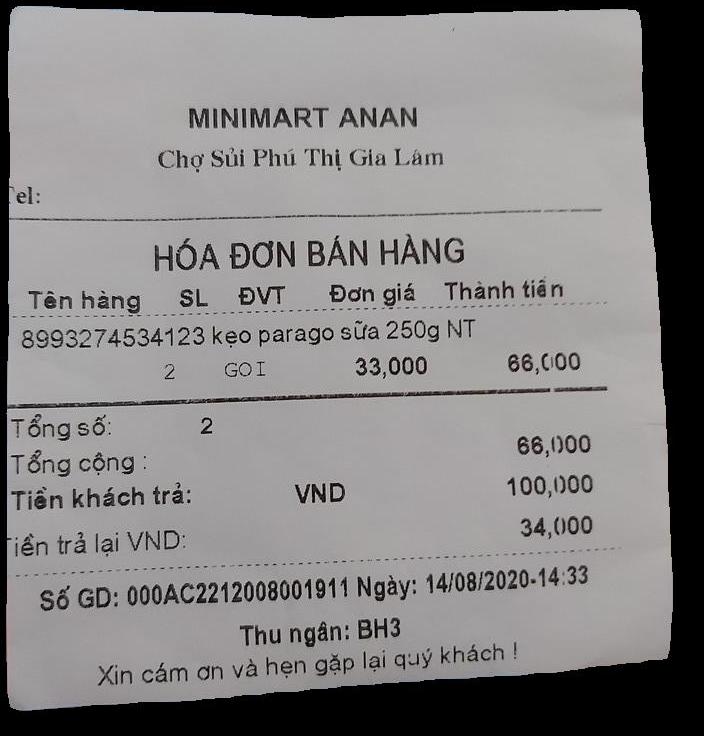 MINIMART ANAN
Chợ Sủi Phú Thị Gia Lâm
Tel:
HÓA ĐƠN BÁN HÀNG
Tên hàng SL ĐVT Đơn giá Thành tiền
8993274534123 kẹo parago sữa 250g NT
2 GOI 33,000 66,000
Tổng số: 2
Tổng cộng : 66,000
Tiền khách trả: VND 100,000
Tiền trả lại VND: 34,000
Số GD: 000AC2212008001911 Ngày: 14/08/2020-14:33
Thu ngân: BH3
Xin cám ơn và hẹn gặp lại quý khách !